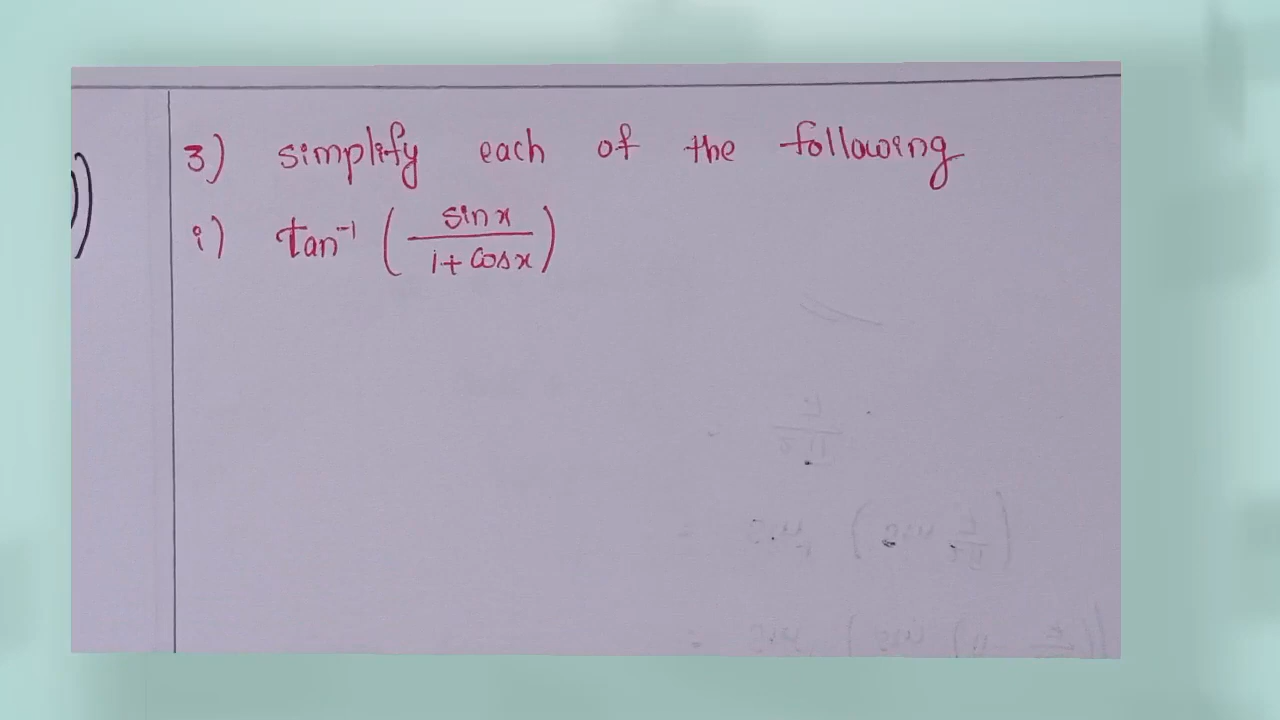 3) simplify each of the following
i) tan⁻¹ ( sin x / 1 + cos x )